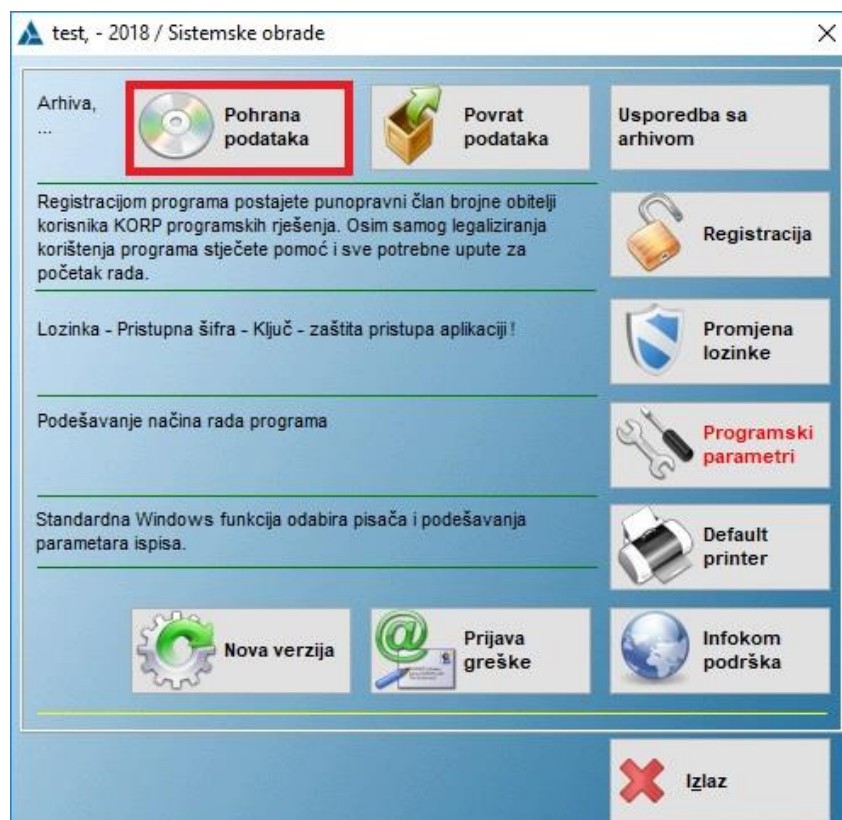 test, - 2018 / Sistemske obrade
Arhiva,
...
Pohrana
podataka
Povrat
podataka
Usporedba sa
arhivom
Registracijom programa postajete punopravni član brojne obitelji
korisnika KORP programskih rješenja. Osim samog legaliziranja
korištenja programa stječete pomoć i sve potrebne upute za
početak rada.
Registracija
Lozinka - Pristupna šifra - Ključ - zaštita pristupa aplikaciji !
Promjena
lozinke
Podešavanje načina rada programa
Programski
parametri
Standardna Windows funkcija odabira pisača i podešavanja
parametara ispisa.
Default
printer
Nova verzija
Prijava
greške
Infokom
podrška
Izlaz